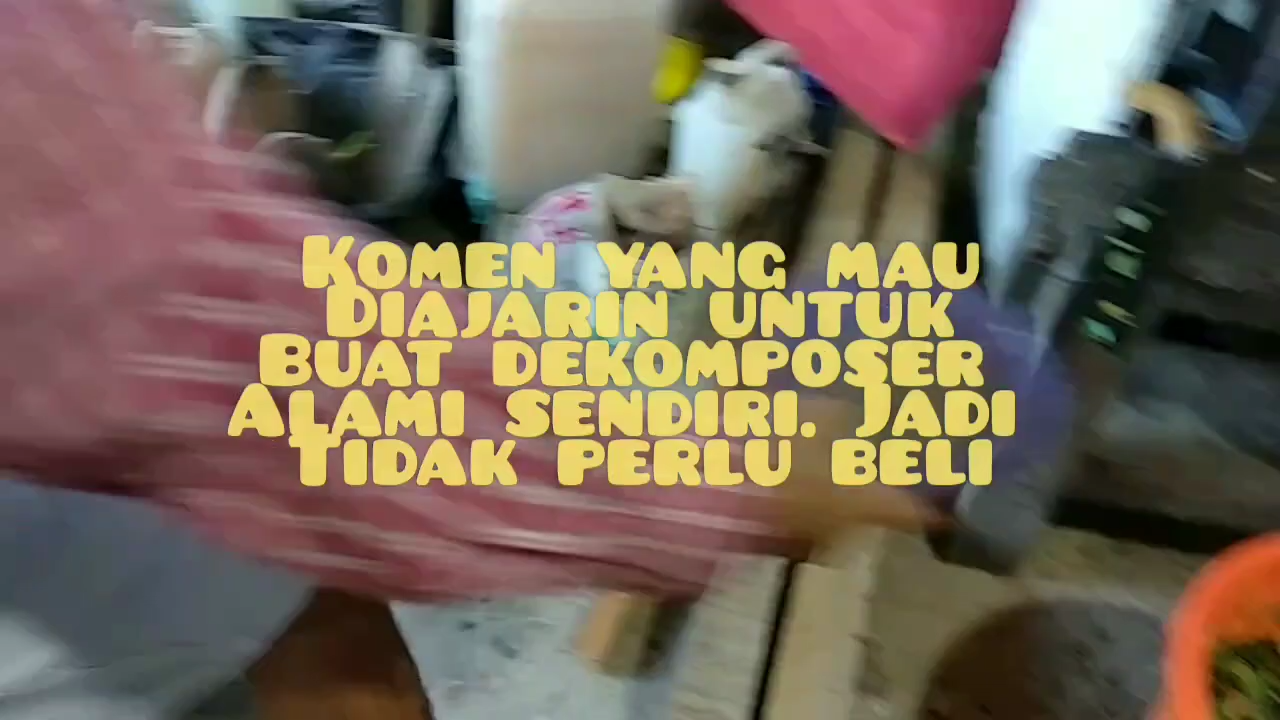 Komen yang mau
Diajarin untuk
Buat dekomposer
Alami sendiri. Jadi
Tidak perlu beli